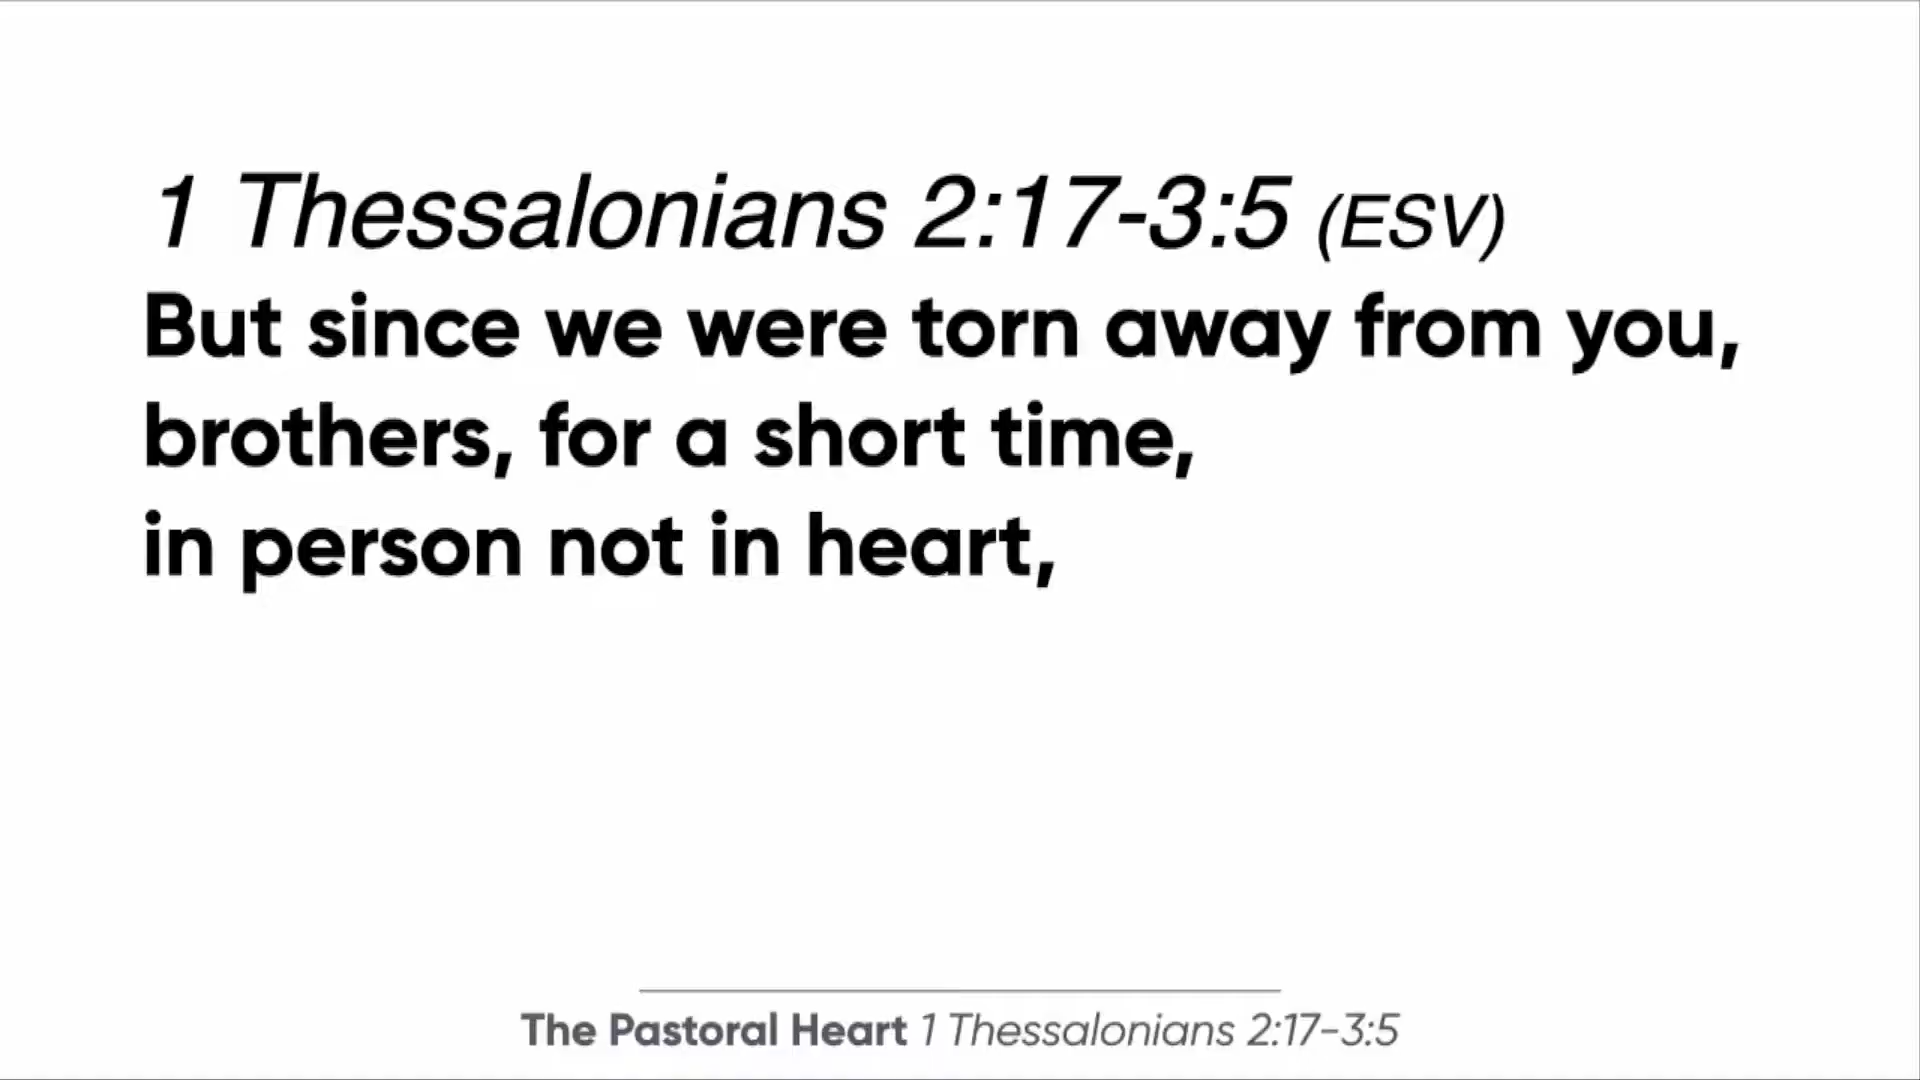 1 Thessalonians 2:17-3:5 (ESV)
But since we were torn away from you,
brothers, for a short time,
in person not in heart,
The Pastoral Heart 1 Thessalonians 2:17–3:5